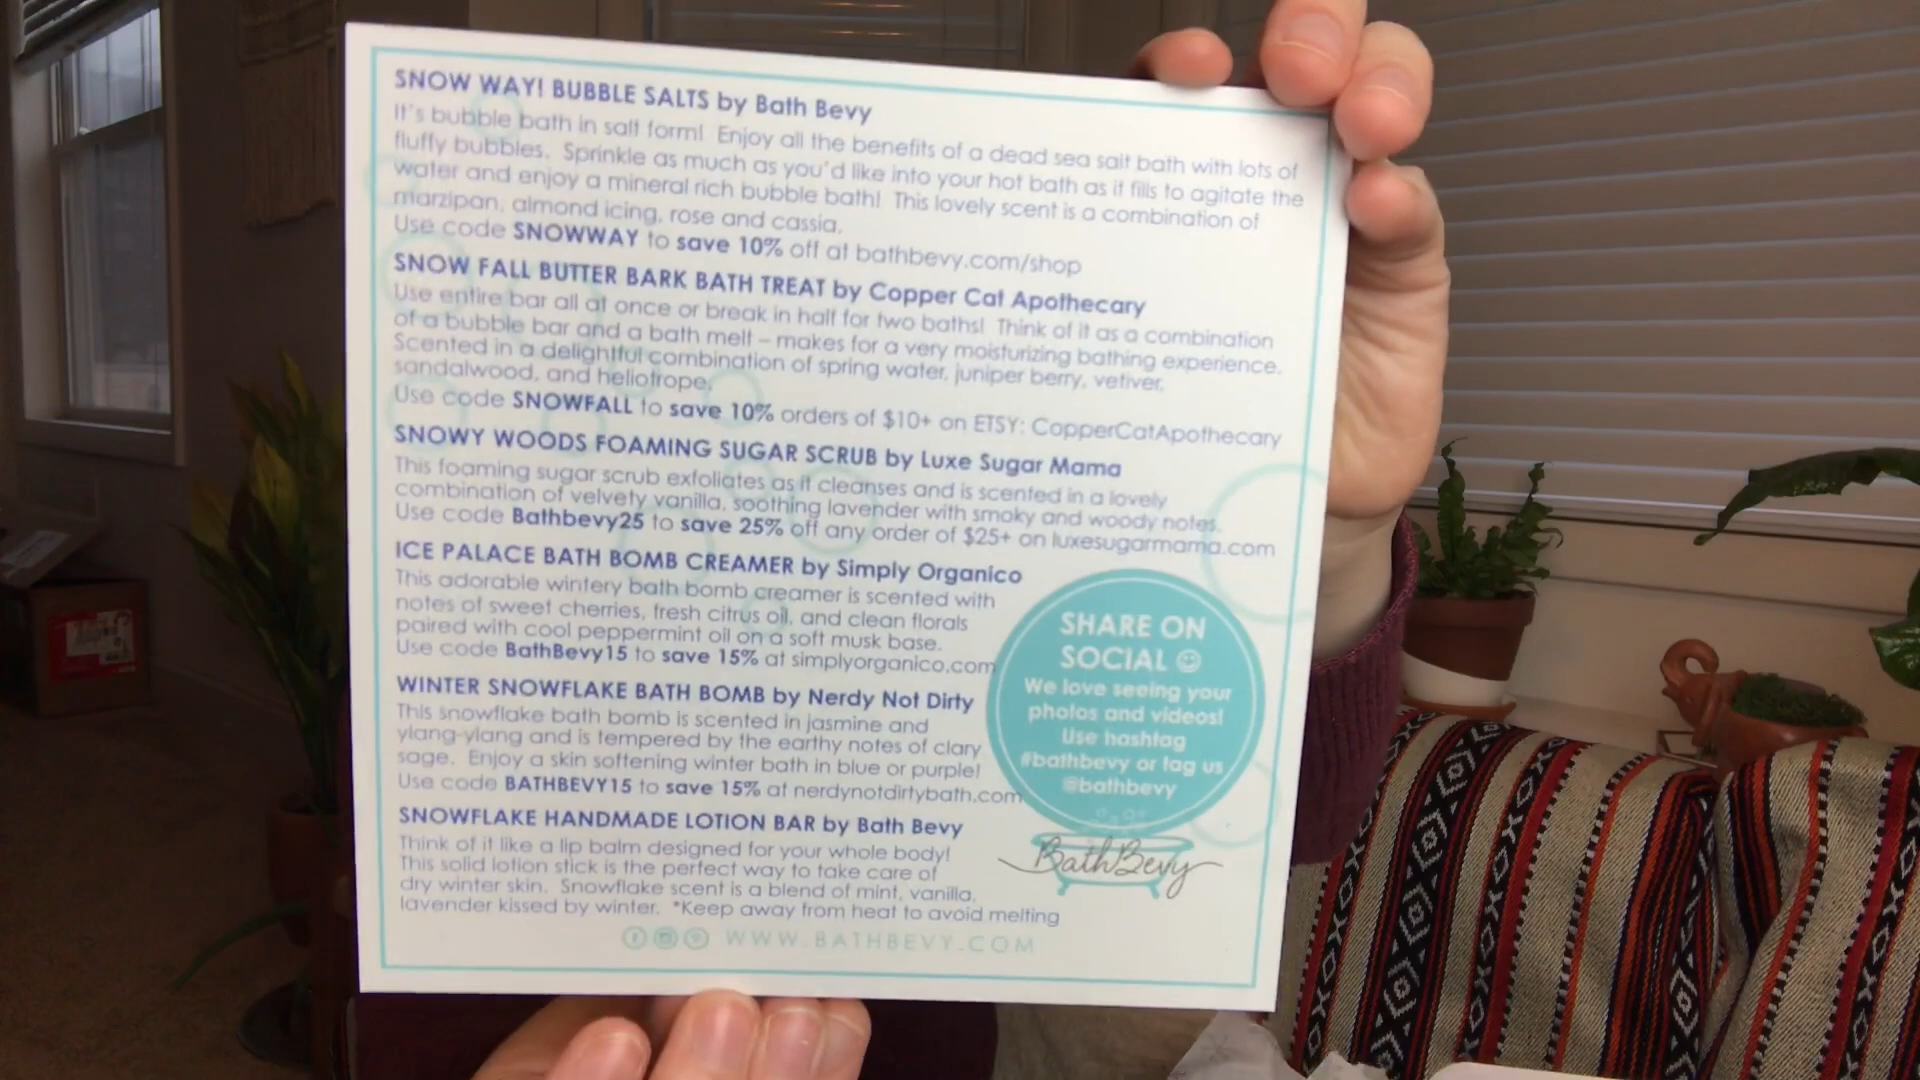 SNOW WAY! BUBBLE SALTS by Bath Bevy
It's bubble bath in salt form! Enjoy all the benefits of a dead sea salt bath with lots of
fluffy bubbles. Sprinkle as much as you'd like into your hot bath as it fills to agitate the
water and enjoy a mineral rich bubble bath! This lovely scent is a combination of
marzipan, almond icing, rose and cassia.
Use code SNOWWAY to save 10% off at bathbevy.com/shop
SNOW FALL BUTTER BARK BATH TREAT by Copper Cat Apothecary
Use entire bar all at once or break in half for two baths! Think of it as a combination
of a bubble bar and a bath melt – makes for a very moisturizing bathing experience.
Scented in a delightful combination of spring water, juniper berry, vetiver,
sandalwood, and heliotrope.
Use code SNOWFALL to save 10% orders of $10+ on ETSY: CopperCatApothecary
SNOWY WOODS FOAMING SUGAR SCRUB by Luxe Sugar Mama
This foaming sugar scrub exfoliates as it cleanses and is scented in a lovely
combination of velvety vanilla, soothing lavender with smoky and woody notes.
Use code Bathbevy25 to save 25% off any order of $25+ on luxesugarmama.com
ICE PALACE BATH BOMB CREAMER by Simply Organico
This adorable wintery bath bomb creamer is scented with
notes of sweet cherries, fresh citrus oil, and clean florals
paired with cool peppermint oil on a soft musk base.
Use code BathBevy15 to save 15% at simplyorganico.com
WINTER SNOWFLAKE BATH BOMB by Nerdy Not Dirty
This snowflake bath bomb is scented in jasmine and
ylang-ylang and is tempered by the earthy notes of clary
sage. Enjoy a skin softening winter bath in blue or purple!
Use code BATHBEVY15 to save 15% at nerdynotdirtybath.com
SNOWFLAKE HANDMADE LOTION BAR by Bath Bevy
Think of it like a lip balm designed for your whole body!
This solid lotion stick is the perfect way to take care of
dry winter skin. Snowflake scent is a blend of mint, vanilla,
lavender kissed by winter. *Keep away from heat to avoid melting
SHARE ON
SOCIAL
We love seeing your
photos and videos!
Use hashtag
#bathbevy or tag us
@bathbevy
BathBevy
WWW.BATHBEVY.COM